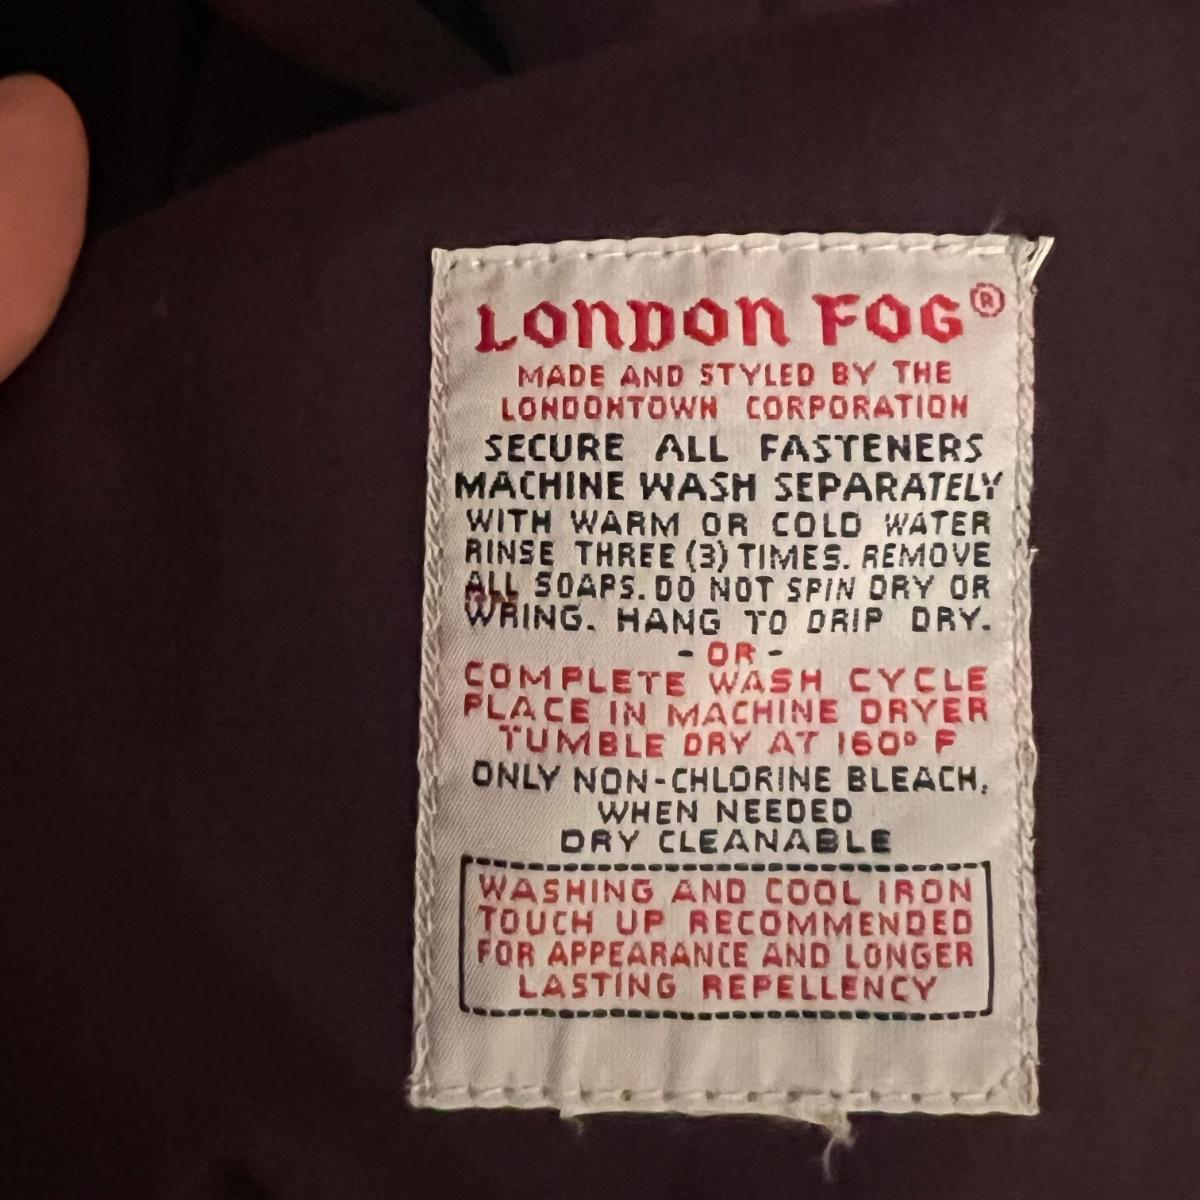 LONDON FOG®
MADE AND STYLED BY THE
LONDONTOWN CORPORATION
SECURE ALL FASTENERS
MACHINE WASH SEPARATELY
WITH WARM OR COLD WATER
RINSE THREE (3) TIMES. REMOVE
ALL SOAPS. DO NOT SPIN DRY OR
WRING. HANG TO DRIP DRY.
- OR -
COMPLETE WASH CYCLE
PLACE IN MACHINE DRYER
TUMBLE DRY AT 160° F
ONLY NON-CHLORINE BLEACH,
WHEN NEEDED
DRY CLEANABLE
WASHING AND COOL IRON
TOUCH UP RECOMMENDED
FOR APPEARANCE AND LONGER
LASTING REPELLENCY